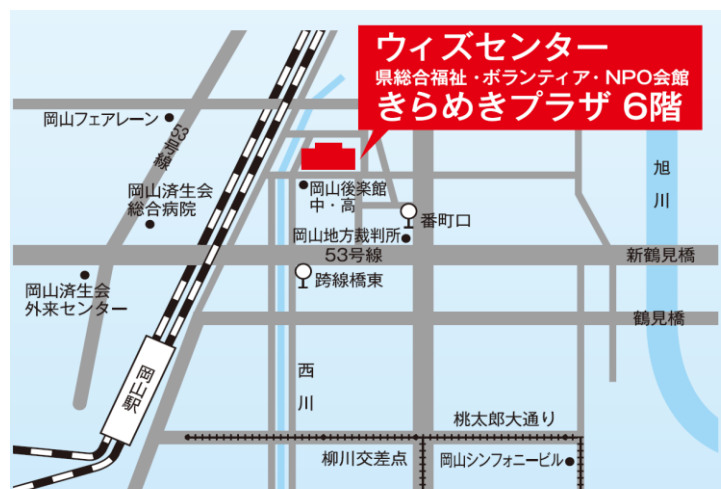 ウィズセンター
県総合福祉・ボランティア・NPO会館
きらめきプラザ 6階
岡山フェアレーン
53号線
旭川
岡山済生会
総合病院
岡山後楽館
中・高
番町口
岡山地方裁判所
53号線
新鶴見橋
跨線橋東
岡山済生会
外来センター
鶴見橋
岡山駅
西川
桃太郎大通り
柳川交差点
岡山シンフォニービル